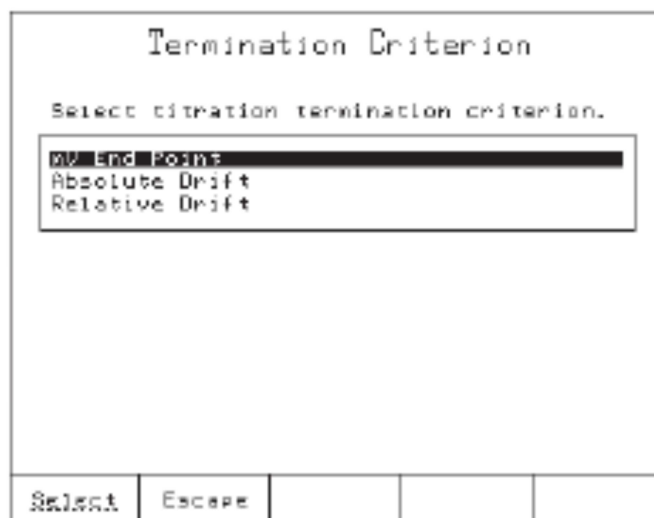 Termination Criterion
Select titration termination criterion.
mV End Point
Absolute Drift
Relative Drift
Select Escape